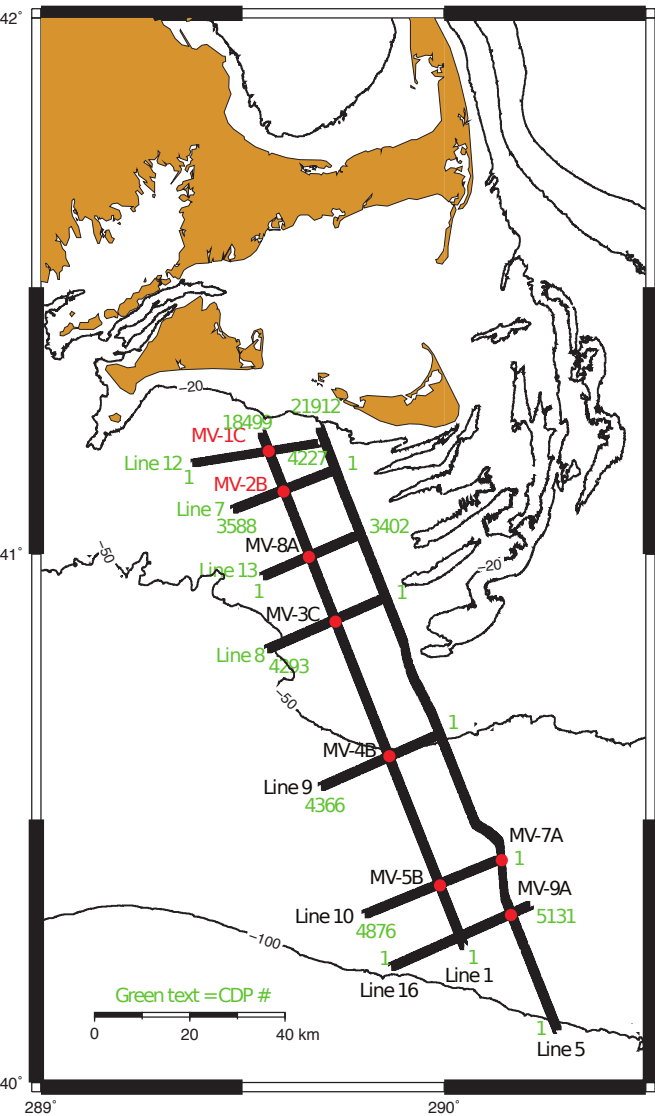 42°
−20
21912
18499
MV-1C
Line 12
4227
1
1
MV-2B
Line 7
3588
3402
MV-8A
41°
−50
−20
Line 13
1
1
MV-3C
Line 8
4293
−50
1
MV-4B
Line 9
4366
MV-7A
1
MV-5B
MV-9A
Line 10
4876
5131
−100
1
1
Line 1
Line 16
Green text = CDP #
0
20
40 km
1
Line 5
40°
289°
290°